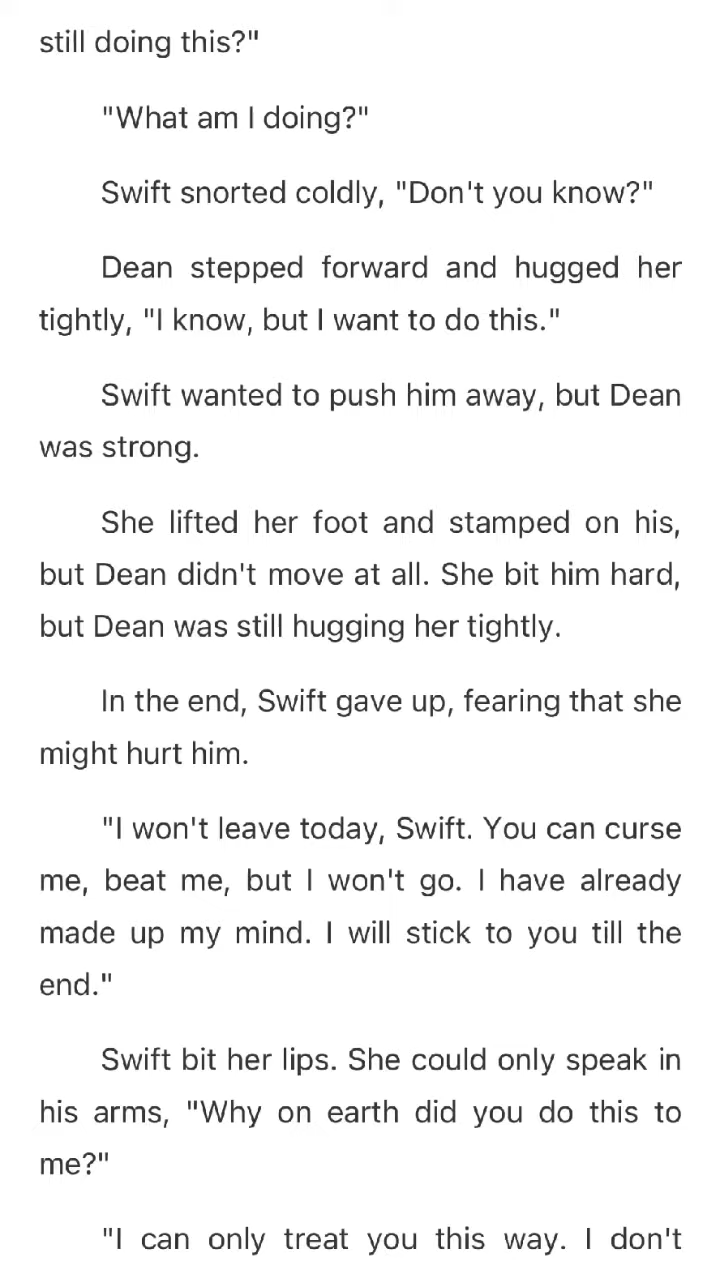 still doing this?"
"What am I doing?"
Swift snorted coldly, "Don't you know?"
Dean stepped forward and hugged her
tightly, "I know, but I want to do this."
Swift wanted to push him away, but Dean
was strong.
She lifted her foot and stamped on his,
but Dean didn't move at all. She bit him hard,
but Dean was still hugging her tightly.
In the end, Swift gave up, fearing that she
might hurt him.
"I won't leave today, Swift. You can curse
me, beat me, but I won't go. I have already
made up my mind. I will stick to you till the
end."
Swift bit her lips. She could only speak in
his arms, "Why on earth did you do this to
me?"
"I can only treat you this way. I don't